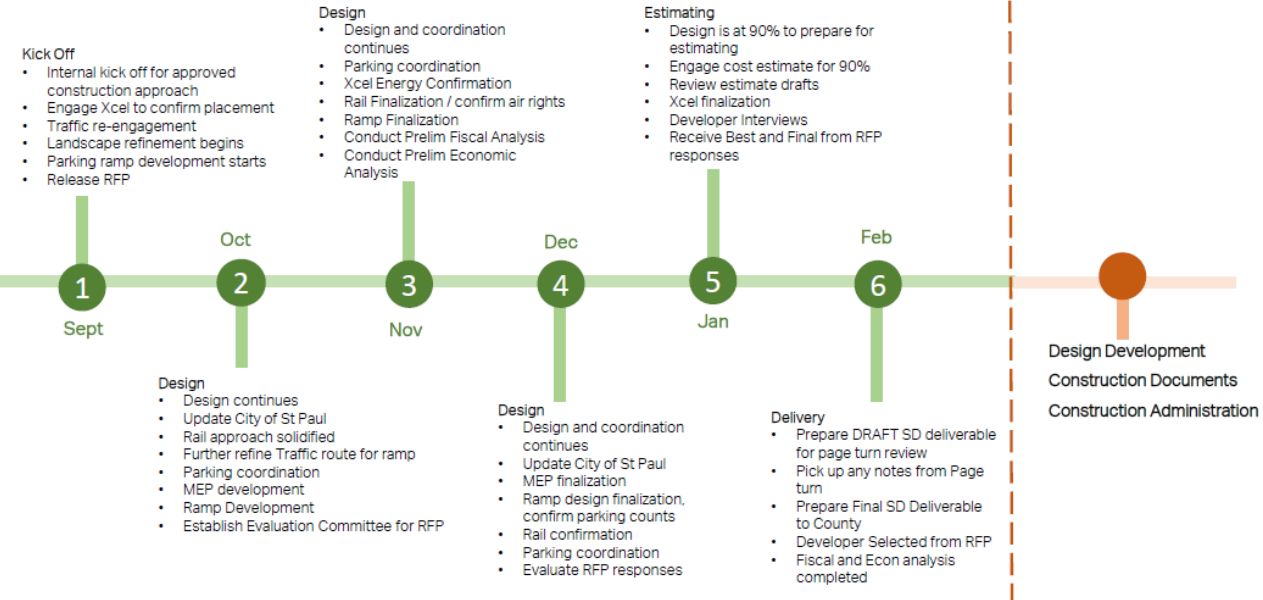 Kick Off
• Internal kick off for approved
construction approach
• Engage Xcel to confirm placement
• Traffic re-engagement
• Landscape refinement begins
• Parking ramp development starts
• Release RFP
Design
• Design and coordination
continues
• Parking coordination
• Xcel Energy Confirmation
• Rail Finalization / confirm air rights
• Ramp Finalization
• Conduct Prelim Fiscal Analysis
• Conduct Prelim Economic
Analysis
Estimating
• Design is at 90% to prepare for
estimating
• Engage cost estimate for 90%
• Review estimate drafts
• Xcel finalization
• Developer Interviews
• Receive Best and Final from RFP
responses
1
Sept
Oct
2
3
Nov
Dec
4
5
Jan
Feb
6
Design
• Design continues
• Update City of St Paul
• Rail approach solidified
• Further refine Traffic route for ramp
• Parking coordination
• MEP development
• Ramp Development
• Establish Evaluation Committee for RFP
Design
• Design and coordination
continues
• Update City of St Paul
• MEP finalization
• Ramp design finalization,
confirm parking counts
• Rail confirmation
• Parking coordination
• Evaluate RFP responses
Delivery
• Prepare DRAFT SD deliverable
for page turn review
• Pick up any notes from Page
turn
• Prepare Final SD Deliverable
to County
• Developer Selected from RFP
• Fiscal and Econ analysis
completed
Design Development
Construction Documents
Construction Administration